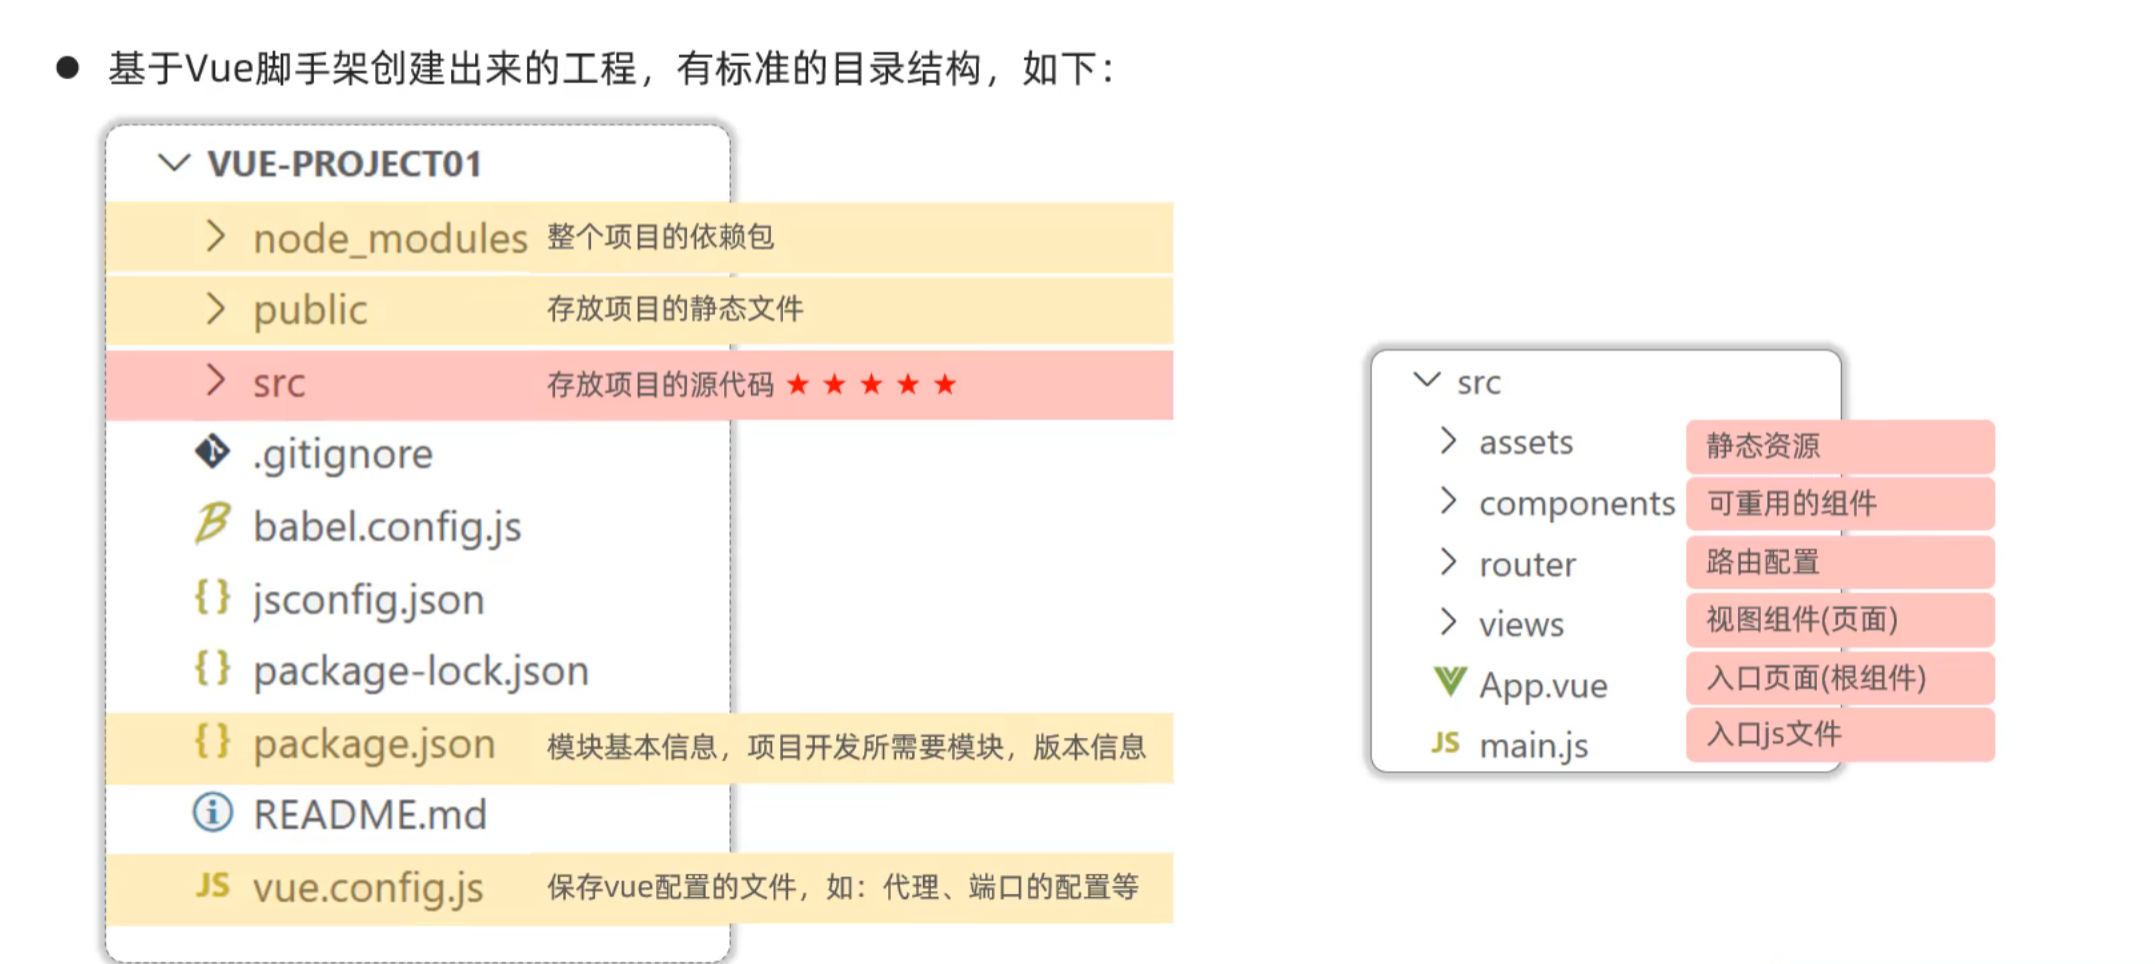 ● 基于Vue脚手架创建出来的工程，有标准的目录结构，如下：
VUE-PROJECT01
node_modules 整个项目的依赖包
public 存放项目的静态文件
src 存放项目的源代码 ★ ★ ★ ★ ★
.gitignore
babel.config.js
{} jsconfig.json
{} package-lock.json
{} package.json 模块基本信息，项目开发所需要模块，版本信息
README.md
JS vue.config.js 保存vue配置的文件，如：代理、端口的配置等
src
assets 静态资源
components 可重用的组件
router 路由配置
views 视图组件(页面)
App.vue 入口页面(根组件)
JS main.js 入口js文件